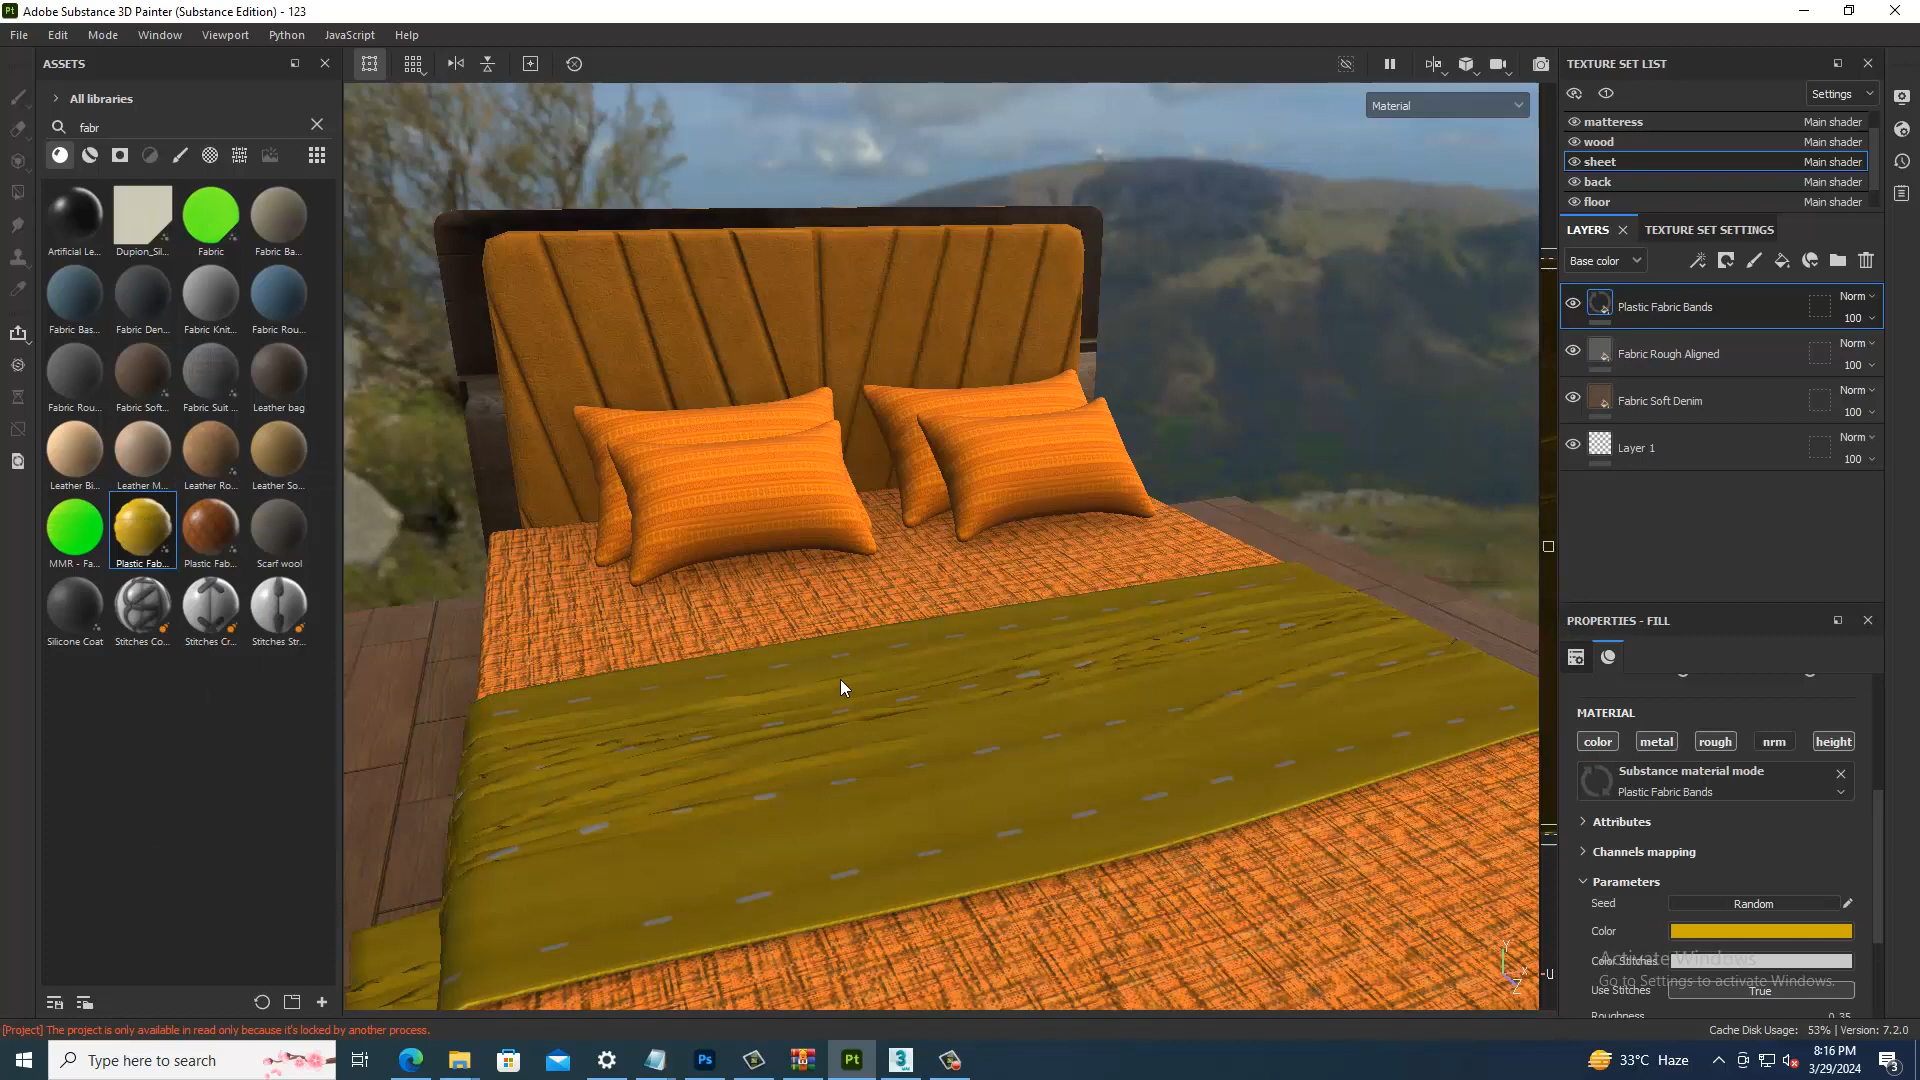 Adobe Substance 3D Painter (Substance Edition) - 123
File Edit Mode Window Viewport Python JavaScript Help
ASSETS
All libraries
fabr
Artificial Le... Dupion_Sil... Fabric Fabric Ba...
Fabric Bas... Fabric Den... Fabric Knit... Fabric Rou...
Fabric Rou... Fabric Soft... Fabric Suit ... Leather bag
Leather Bi... Leather M... Leather Ro... Leather So...
MMR - Fa... Plastic Fab... Plastic Fab... Scarf wool
Silicone Coat Stitches Co... Stitches Cr... Stitches Str...
Material
TEXTURE SET LIST
Settings
matteress Main shader
wood Main shader
sheet Main shader
back Main shader
floor Main shader
LAYERS TEXTURE SET SETTINGS
Base color
Plastic Fabric Bands Norm 100
Fabric Rough Aligned Norm 100
Fabric Soft Denim Norm 100
Layer 1 Norm 100
PROPERTIES - FILL
MATERIAL
color metal rough nrm height
Substance material mode
Plastic Fabric Bands
Attributes
Channels mapping
Parameters
Seed Random
Color
Color Stitches
Activate Windows
Go to Settings to activate Windows.
Use Stitches True
Roughness 0.35
Y
X
Z
-U
[Project] The project is only available in read only because it's locked by another process.
Cache Disk Usage: 53% | Version: 7.2.0
Type here to search
Ps
Pt
3
33°C Haze
8:16 PM
3/29/2024
3